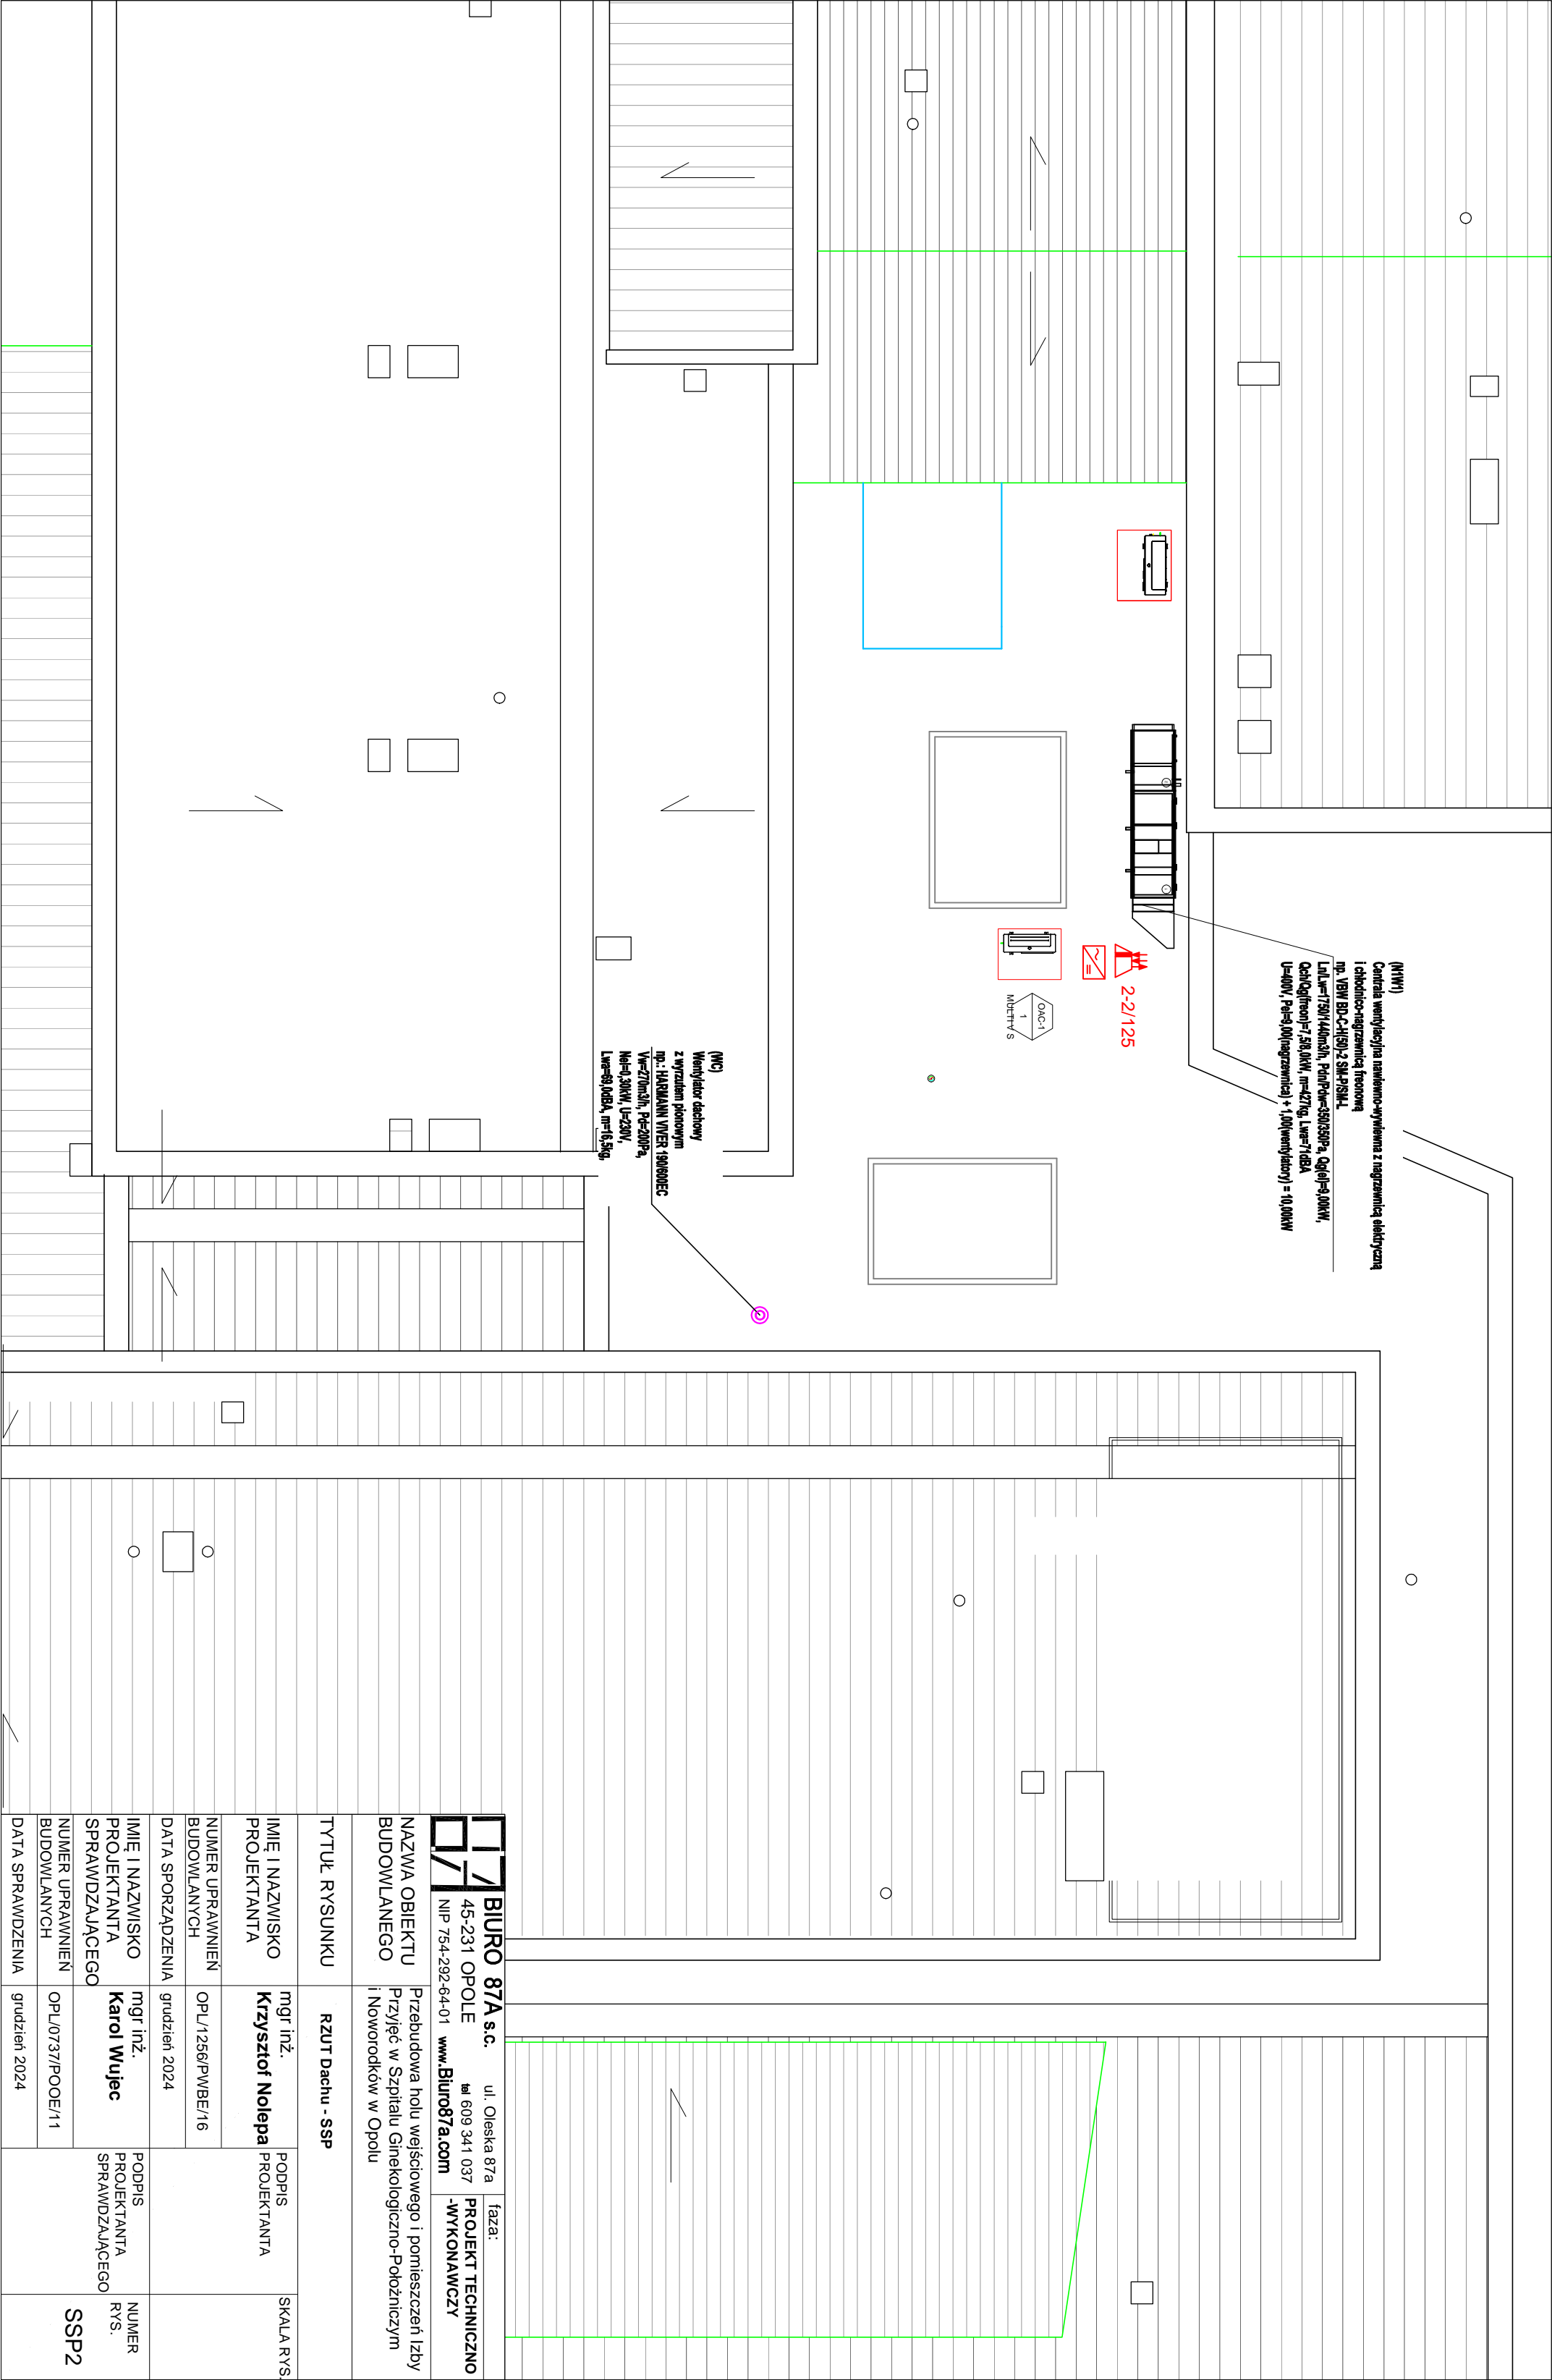 (N1W1)
Centrala wentylacyjna nawiewno-wywiewna z nagrzewnicą elektryczną
i chłodnico-nagrzewnicą freonową
np. VBW BD-C-H(50)-2 SM-P/SM-L
Ln/Lw=1750/1440m3/h, Pdn/Pdw=350/350Pa, Qg(el)=9,00kW,
Qch/Qg(freon)=7,5/8,0kW, m=427kg, Lwa=71dBA
U=400V, Pel=9,00(nagrzewnica) + 1,00(wentylatory) = 10,00kW
2-2/125
OAC-1
1
MULTI V S
(WC)
Wentylator dachowy
z wyrzutem pionowym
np.: HARMANN VIVER 190/600EC
Vw=270m3/h, Pd=200Pa,
Nel=0,30kW, U=230V,
Lwa=69,0dBA, m=16,5kg,
BIURO 87A s.c.
ul. Oleska 87a
45-231 OPOLE
tel 609 341 037
NIP 754-292-64-01
www.Biuro87a.com
faza:
PROJEKT TECHNICZNO
-WYKONAWCZY
NAZWA OBIEKTU
BUDOWLANEGO
Przebudowa holu wejściowego i pomieszczeń Izby
Przyjęć w Szpitalu Ginekologiczno-Położniczym
i Noworodków w Opolu
TYTUŁ RYSUNKU
RZUT Dachu - SSP
IMIĘ I NAZWISKO
PROJEKTANTA
mgr inż.
Krzysztof Nolepa
PODPIS
PROJEKTANTA
SKALA RYS.
NUMER UPRAWNIEŃ
BUDOWLANYCH
OPL/1256/PWBE/16
DATA SPORZĄDZENIA
grudzień 2024
IMIĘ I NAZWISKO
PROJEKTANTA
SPRAWDZAJĄCEGO
mgr inż.
Karol Wujec
PODPIS
PROJEKTANTA
SPRAWDZAJĄCEGO
NUMER
RYS.
SSP2
NUMER UPRAWNIEŃ
BUDOWLANYCH
OPL/0737/POOE/11
DATA SPRAWDZENIA
grudzień 2024